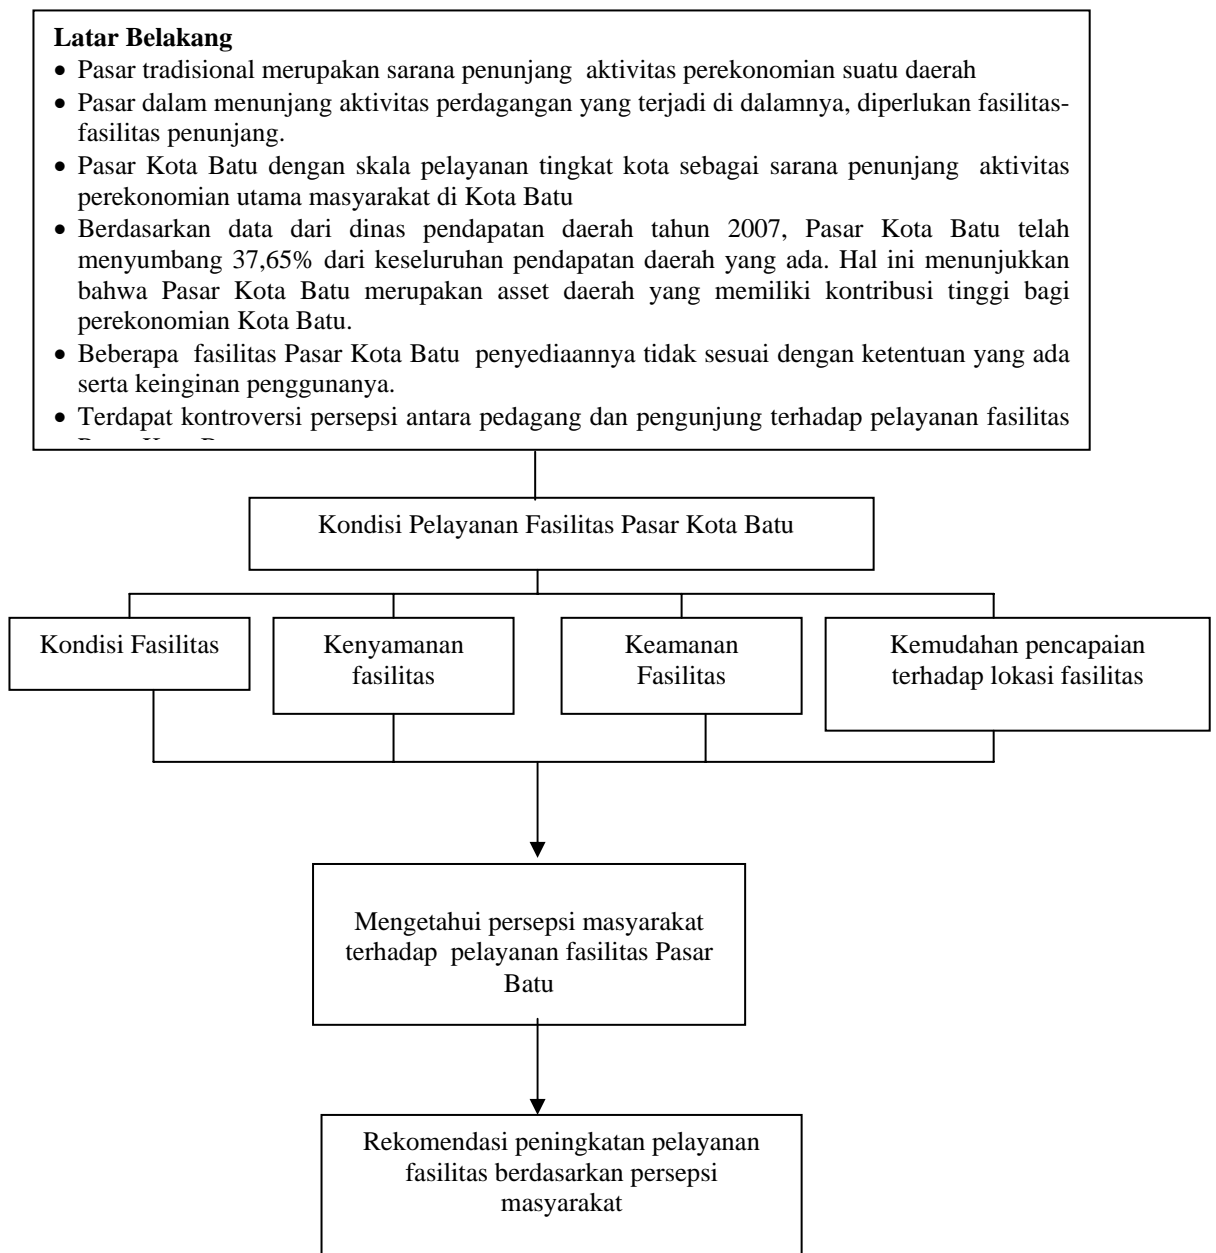 Latar Belakang
• Pasar tradisional merupakan sarana penunjang aktivitas perekonomian suatu daerah
• Pasar dalam menunjang aktivitas perdagangan yang terjadi di dalamnya, diperlukan fasilitas-
fasilitas penunjang.
• Pasar Kota Batu dengan skala pelayanan tingkat kota sebagai sarana penunjang aktivitas
perekonomian utama masyarakat di Kota Batu
• Berdasarkan data dari dinas pendapatan daerah tahun 2007, Pasar Kota Batu telah
menyumbang 37,65% dari keseluruhan pendapatan daerah yang ada. Hal ini menunjukkan
bahwa Pasar Kota Batu merupakan asset daerah yang memiliki kontribusi tinggi bagi
perekonomian Kota Batu.
• Beberapa fasilitas Pasar Kota Batu penyediaannya tidak sesuai dengan ketentuan yang ada
serta keinginan penggunanya.
• Terdapat kontroversi persepsi antara pedagang dan pengunjung terhadap pelayanan fasilitas
Kondisi Pelayanan Fasilitas Pasar Kota Batu
Kondisi Fasilitas
Kenyamanan
fasilitas
Keamanan
Fasilitas
Kemudahan pencapaian
terhadap lokasi fasilitas
Mengetahui persepsi masyarakat
terhadap pelayanan fasilitas Pasar
Batu
Rekomendasi peningkatan pelayanan
fasilitas berdasarkan persepsi
masyarakat